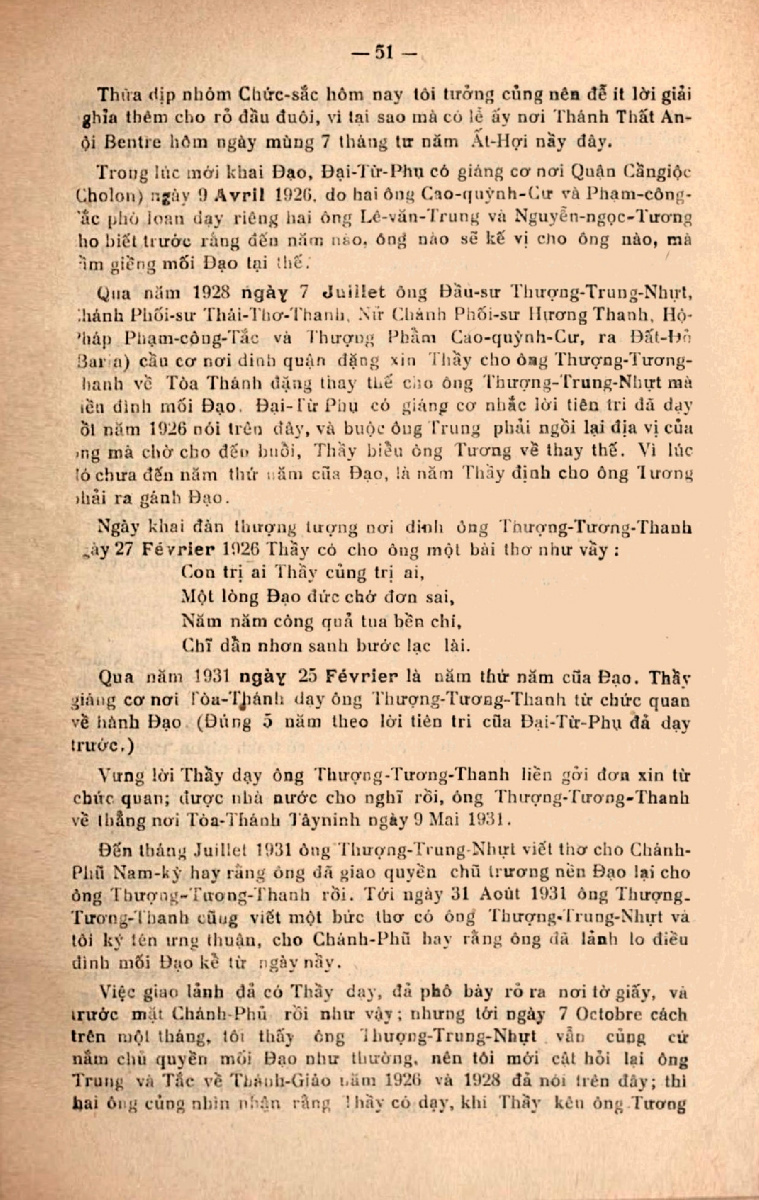 — 51 —
Thừa dịp nhóm Chức-sắc hôm nay tôi tưởng củng nên để ít lời giải
ghĩa thêm cho rỏ đầu đuôi, vì tại sao mà có lể ấy nơi Thánh Thất An-
ội Bentre hôm ngày mùng 7 tháng tư năm Ất-Hợi nầy đây.
Trong lúc mới khai Đạo, Đại-Từ-Phụ có giáng cơ nơi Quận Cầngiộc
Cholon) ngày 9 Avril 1926, do hai ông Cao-quỳnh-Cư và Phạm-công-
ắc phò loan dạy riêng hai ông Lê-văn-Trung và Nguyễn-ngọc-Tương
ho biết trước rằng đến năm nào, ông nào sẽ kế vị cho ông nào, mà
ầm giềng mối Đạo tại thế.
Qua năm 1928 ngày 7 Juillet ông Đầu-sư Thượng-Trung-Nhựt,
hánh Phối-sư Thái-Thơ-Thanh, Nử Chánh Phối-sư Hương Thanh, Hộ-
háp Phạm-công-Tắc và Thượng Phẩm Cao-quỳnh-Cư, ra Đất-Đỏ
Baria) cầu cơ nơi dinh quận đặng xin Thầy cho ông Thượng-Tương-
hanh về Tòa Thánh đặng thay thế cho ông Thượng-Trung-Nhựt mà
iền đình mối Đạo. Đại-Từ Phụ có giáng cơ nhắc lời tiên tri đã dạy
ồi năm 1926 nói trên đây, và buộc ông Trung phải ngồi lại địa vị của
ng mà chờ cho đến buổi, Thầy biểu ông Tương về thay thế. Vì lúc
ó chưa đến năm thứ năm của Đạo, là năm Thầy định cho ông Tương
hải ra gánh Đạo.
Ngày khai đàn thượng tượng nơi dinh ông Thượng-Tương-Thanh
gày 27 Février 1926 Thầy có cho ông một bài thơ như vầy :
Con trị ai Thầy củng trị ai,
Một lòng Đạo đức chớ đơn sai,
Năm năm công quả tua bền chí,
Chĩ dẫn nhơn sanh bước lạc lài.
Qua năm 1931 ngày 25 Février là năm thứ năm của Đạo. Thầy
giáng cơ nơi Tòa-Thánh dạy ông Thượng-Tương-Thanh từ chức quan
về hành Đạo (Đúng 5 năm theo lời tiên tri cũa Đại-Từ-Phụ đả dạy
trước.)
Vưng lời Thầy dạy ông Thượng-Tương-Thanh liền gởi đơn xin từ
chức quan; được nhà nước cho nghĩ rồi, ông Thượng-Tương-Thanh
về thẳng nơi Tòa-Thánh Tâyninh ngày 9 Mai 1931.
Đến tháng Juillet 1931 ông Thượng-Trung-Nhựt viết thơ cho Chánh-
Phũ Nam-kỳ hay rằng ông đã giao quyền chũ trương nền Đạo lại cho
ông Thượng-Tương-Thanh rồi. Tới ngày 31 Août 1931 ông Thượng-
Tương-Thanh cũng viết một bức thơ có ông Thượng-Trung-Nhựt và
tôi ký tên ưng thuận, cho Chánh-Phũ hay rằng ông đả lảnh lo điều
đình mối Đạo kể từ ngày nầy.
Việc giao lảnh đả có Thầy dạy, đả phô bày rỏ ra nơi tờ giấy, và
trước mặt Chánh-Phủ rồi như vậy ; nhưng tới ngày 7 Octobre cách
trên một tháng, tôi thấy ông Thượng-Trung-Nhựt vẩn củng cứ
nắm chủ quyền mối Đạo như thường, nên tôi mới cật hỏi lại ông
Trung và Tắc về Thánh-Giáo năm 1926 và 1928 đả nói trên đây ; thì
hai ông củng nhìn nhận rằng Thầy có dạy, khi Thầy kêu ông Tương